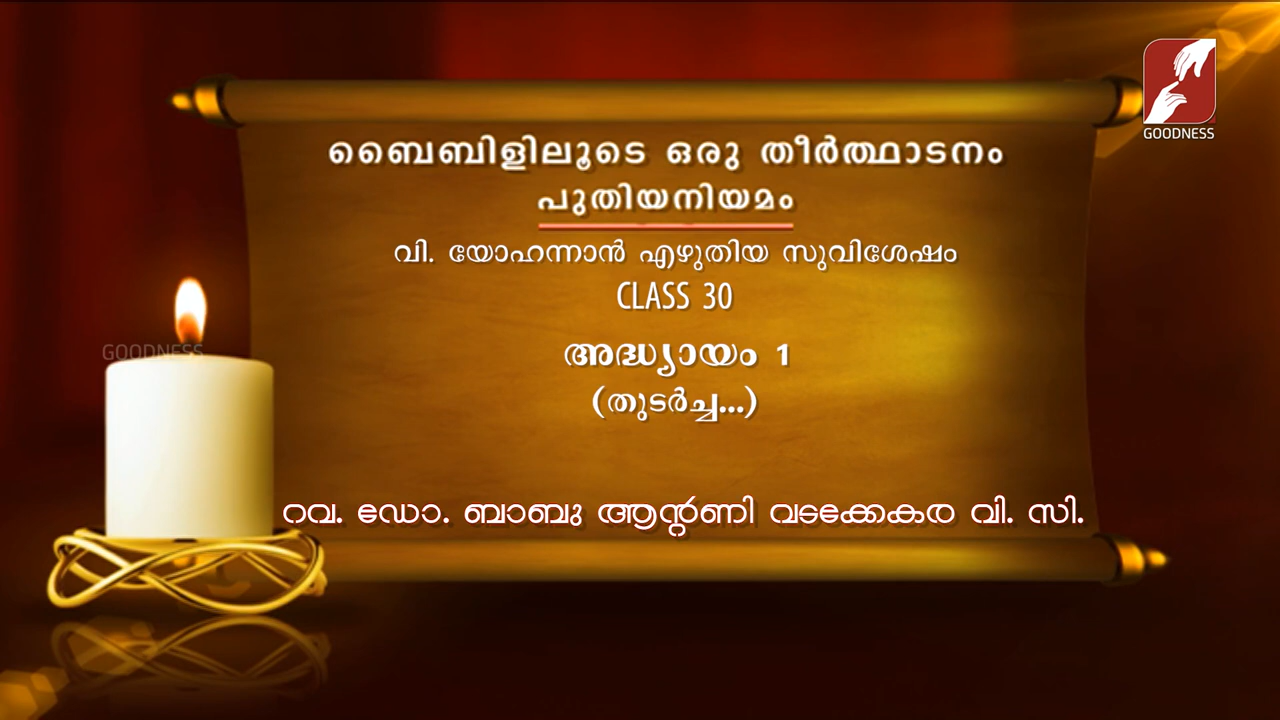 GOODNESS
ബൈബിളിലൂടെ ഒരു തീർത്ഥാടനം
പുതിയനിയമം
വി. യോഹന്നാൻ എഴുതിയ സുവിശേഷം
CLASS 30
അദ്ധ്യായം 1
(തുടർച്ച...)
GOODNESS
റവ. ഡോ. ബാബു ആന്റണി വടക്കേകര വി. സി.